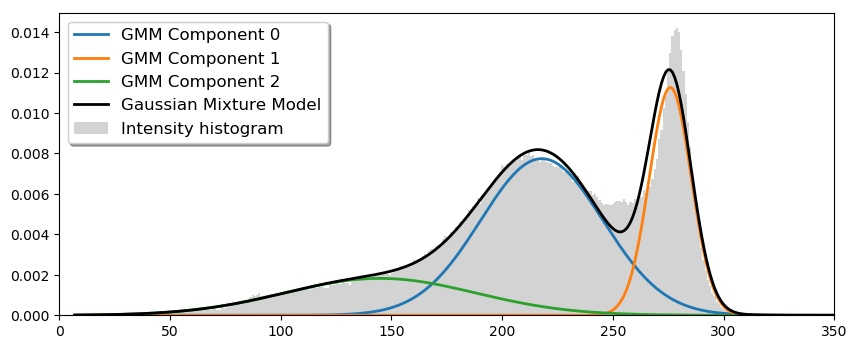 0.014
0.012
0.010
0.008
0.006
0.004
0.002
0.000
GMM Component 0
GMM Component 1
GMM Component 2
Gaussian Mixture Model
Intensity histogram
0 50 100 150 200 250 300 350